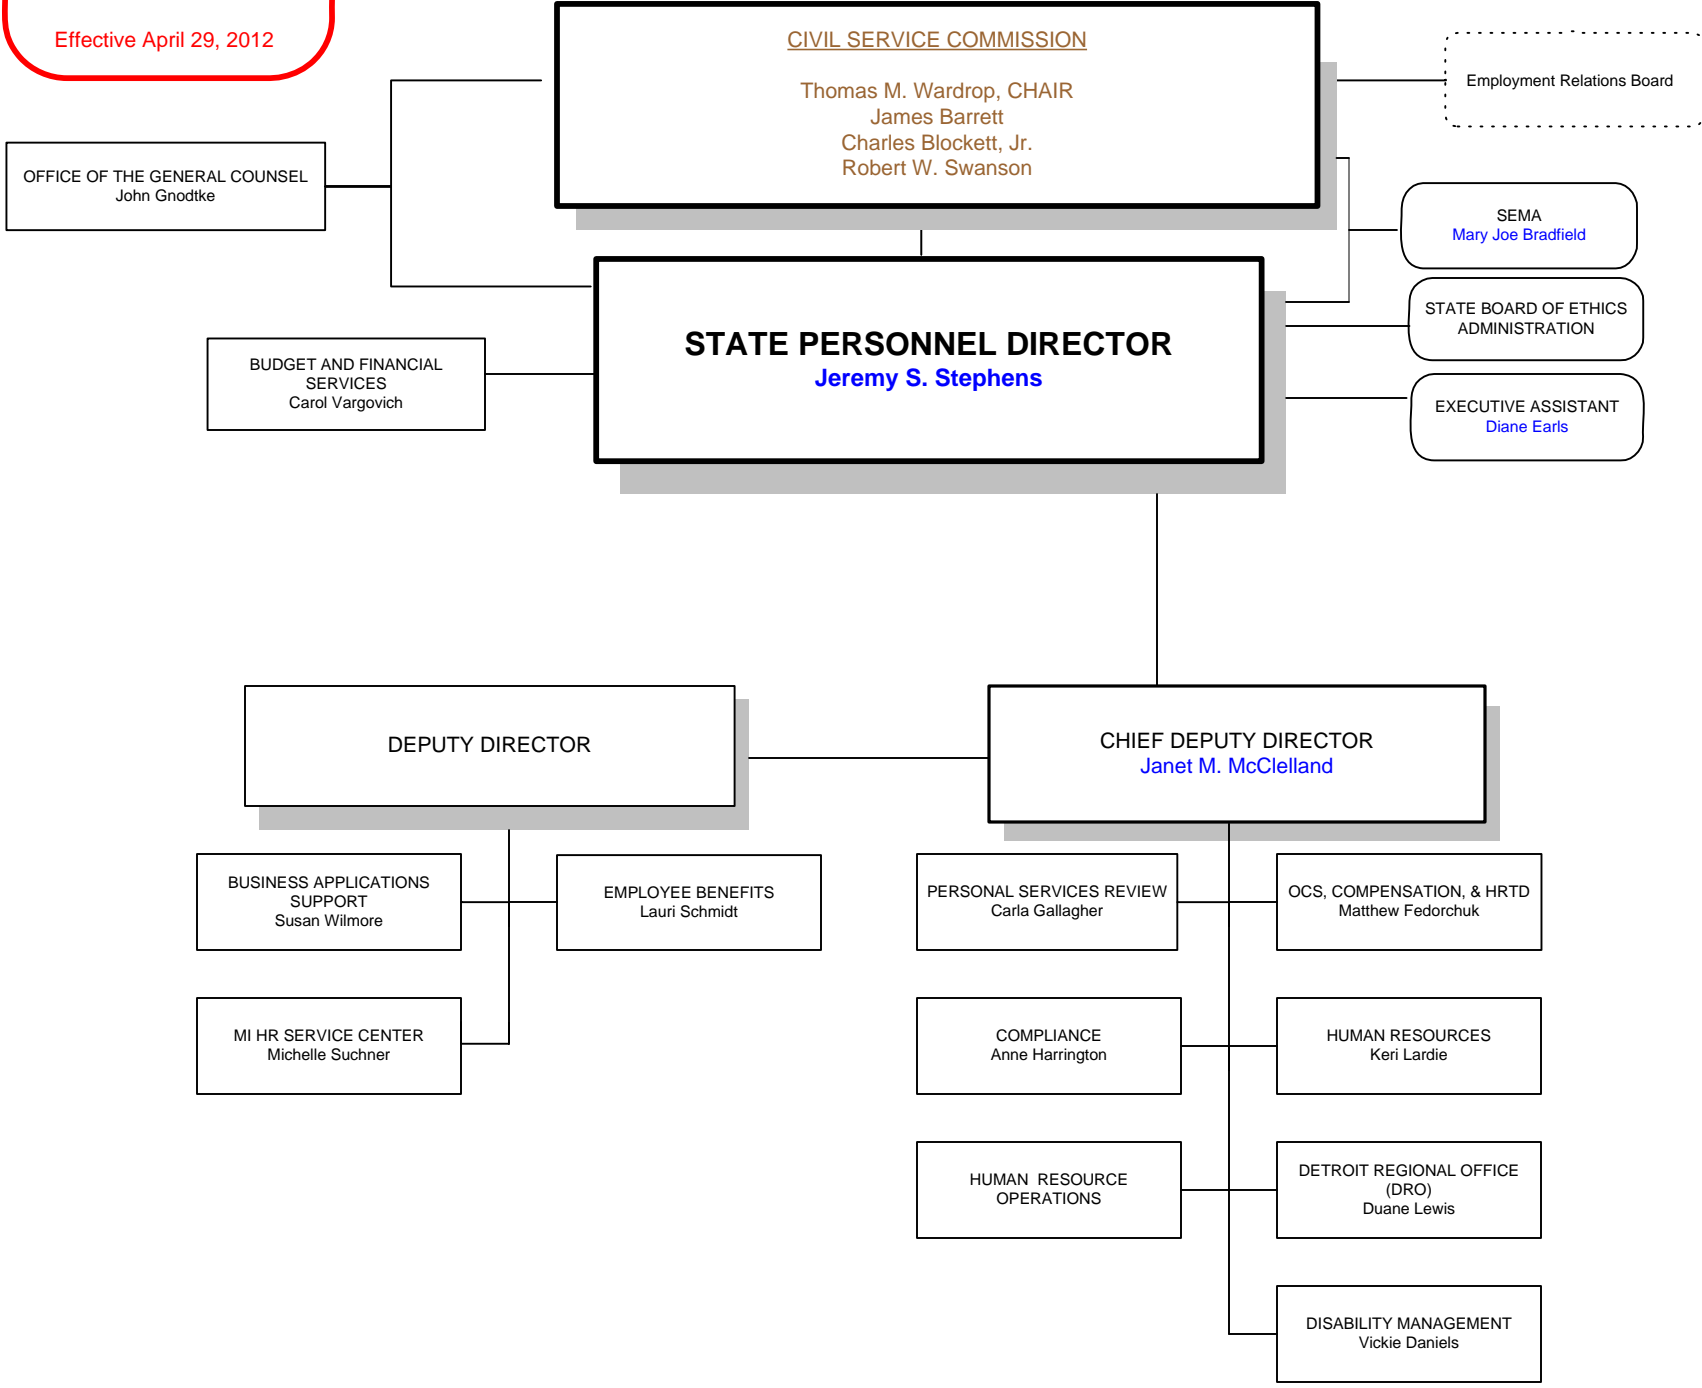 Effective April 29, 2012
CIVIL SERVICE COMMISSION
Thomas M. Wardrop, CHAIR
James Barrett
Charles Blockett, Jr.
Robert W. Swanson
Employment Relations Board
OFFICE OF THE GENERAL COUNSEL
John Gnodtke
SEMA
Mary Joe Bradfield
STATE BOARD OF ETHICS
ADMINISTRATION
STATE PERSONNEL DIRECTOR
Jeremy S. Stephens
BUDGET AND FINANCIAL
SERVICES
Carol Vargovich
EXECUTIVE ASSISTANT
Diane Earls
DEPUTY DIRECTOR
CHIEF DEPUTY DIRECTOR
Janet M. McClelland
BUSINESS APPLICATIONS
SUPPORT
Susan Wilmore
EMPLOYEE BENEFITS
Lauri Schmidt
PERSONAL SERVICES REVIEW
Carla Gallagher
OCS, COMPENSATION, & HRTD
Matthew Fedorchuk
MI HR SERVICE CENTER
Michelle Suchner
COMPLIANCE
Anne Harrington
HUMAN RESOURCES
Keri Lardie
HUMAN  RESOURCE
OPERATIONS
DETROIT REGIONAL OFFICE
(DRO)
Duane Lewis
DISABILITY MANAGEMENT
Vickie Daniels